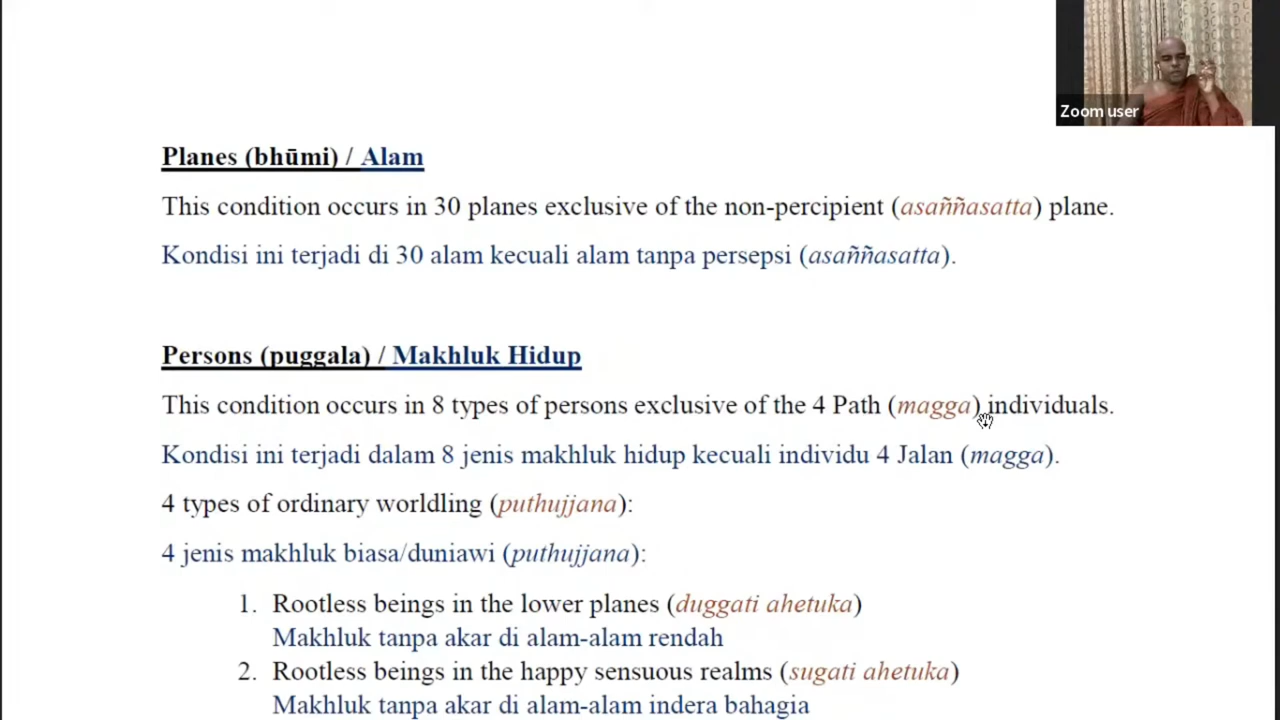 Zoom user
Planes (bhūmi) / Alam
This condition occurs in 30 planes exclusive of the non-percipient (asaññasatta) plane.
Kondisi ini terjadi di 30 alam kecuali alam tanpa persepsi (asaññasatta).
Persons (puggala) / Makhluk Hidup
This condition occurs in 8 types of persons exclusive of the 4 Path (magga) individuals.
Kondisi ini terjadi dalam 8 jenis makhluk hidup kecuali individu 4 Jalan (magga).
4 types of ordinary worldling (puthujjana):
4 jenis makhluk biasa/duniawi (puthujjana):
1. Rootless beings in the lower planes (duggati ahetuka)
Makhluk tanpa akar di alam-alam rendah
2. Rootless beings in the happy sensuous realms (sugati ahetuka)
Makhluk tanpa akar di alam-alam indera bahagia